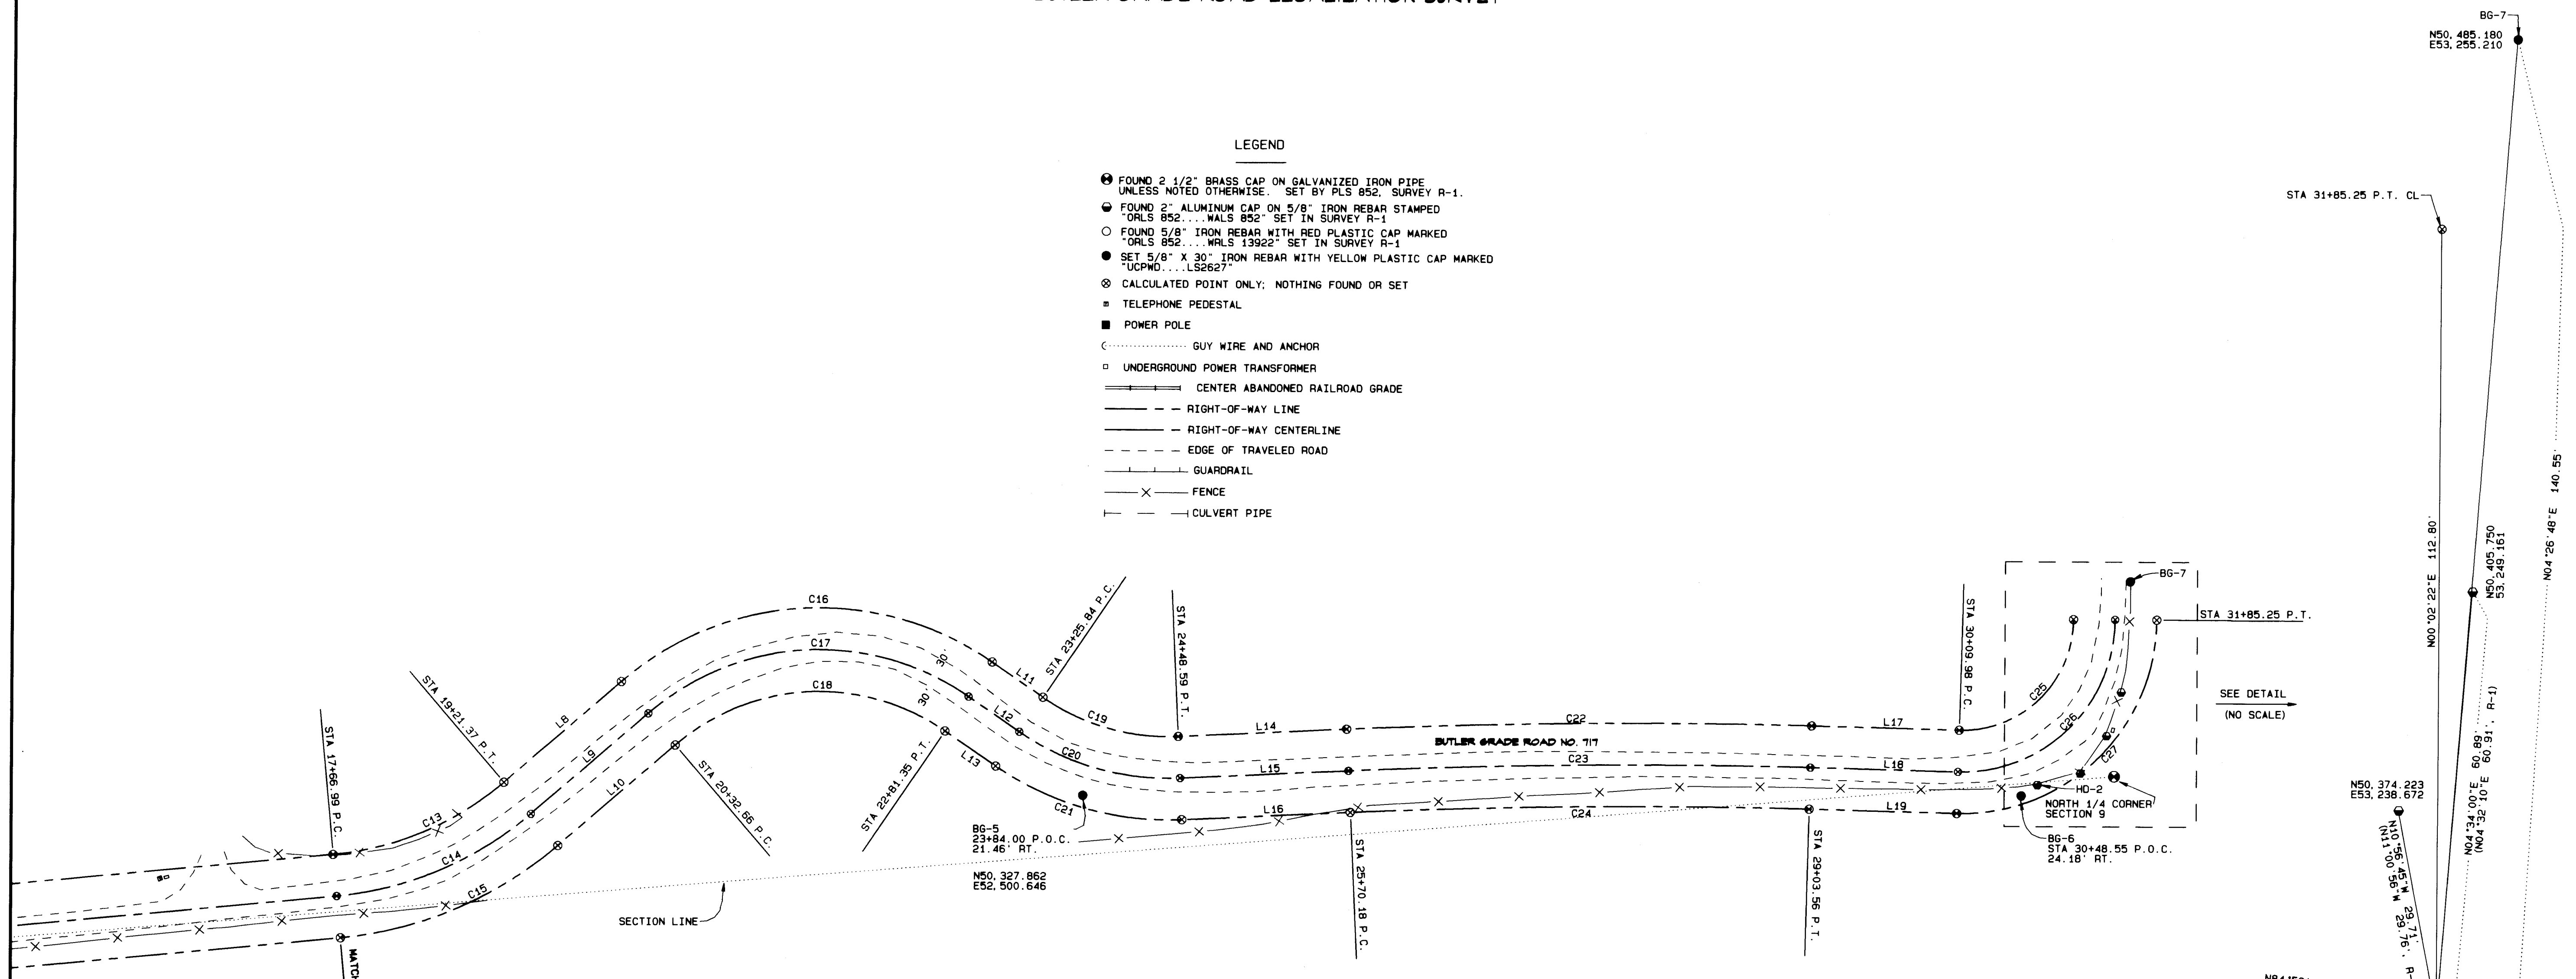 BG-7
N50,485.180
E53,255.210
LEGEND
FOUND 2 1/2" BRASS CAP ON GALVANIZED IRON PIPE
UNLESS NOTED OTHERWISE. SET BY PLS 852, SURVEY R-1.
FOUND 2" ALUMINUM CAP ON 5/8" IRON REBAR STAMPED
"ORLS 852....WALS 852" SET IN SURVEY R-1
FOUND 5/8" IRON REBAR WITH RED PLASTIC CAP MARKED
"ORLS 852....WRLS 13922" SET IN SURVEY R-1
SET 5/8" X 30" IRON REBAR WITH YELLOW PLASTIC CAP MARKED
"UCPWD....LS2627"
CALCULATED POINT ONLY; NOTHING FOUND OR SET
TELEPHONE PEDESTAL
POWER POLE
GUY WIRE AND ANCHOR
UNDERGROUND POWER TRANSFORMER
CENTER ABANDONED RAILROAD GRADE
RIGHT-OF-WAY LINE
RIGHT-OF-WAY CENTERLINE
EDGE OF TRAVELED ROAD
GUARDRAIL
FENCE
CULVERT PIPE
STA 31+85.25 P.T. CL
N00°20'22"E 112.80'
N50,405.750
53,249.161
N04°26'48"E 140.55'
N04°34'00"E 60.89'
(N04°32'10"E 60.91', R-1)
N50,374.223
E53,238.672
N10°56'45"W 29.71'
(N11°00'56"W 29.76', R-
STA 17+66.99 P.C.
STA 19+21.37 P.T.
STA 20+32.66 P.C.
STA 22+81.35 P.T.
STA 23+25.84 P.C.
STA 24+48.59 P.T.
STA 25+70.18 P.C.
STA 29+03.56 P.T.
STA 30+09.98 P.C.
STA 31+85.25 P.T.
C13
C14
C15
L8
L9
L10
C16
C17
C18
30'
30'
L11
L12
L13
C19
C20
C21
L14
L15
L16
C22
BUTLER GRADE ROAD NO. 717
C23
C24
L17
L18
L19
C25
C26
C27
BG-7
SEE DETAIL
(NO SCALE)
HD-2
NORTH 1/4 CORNER
SECTION 9
BG-6
STA 30+48.55 P.O.C.
24.18' RT.
BG-5
23+84.00 P.O.C.
21.46' RT.
N50,327.862
E52,500.646
SECTION LINE
MATC